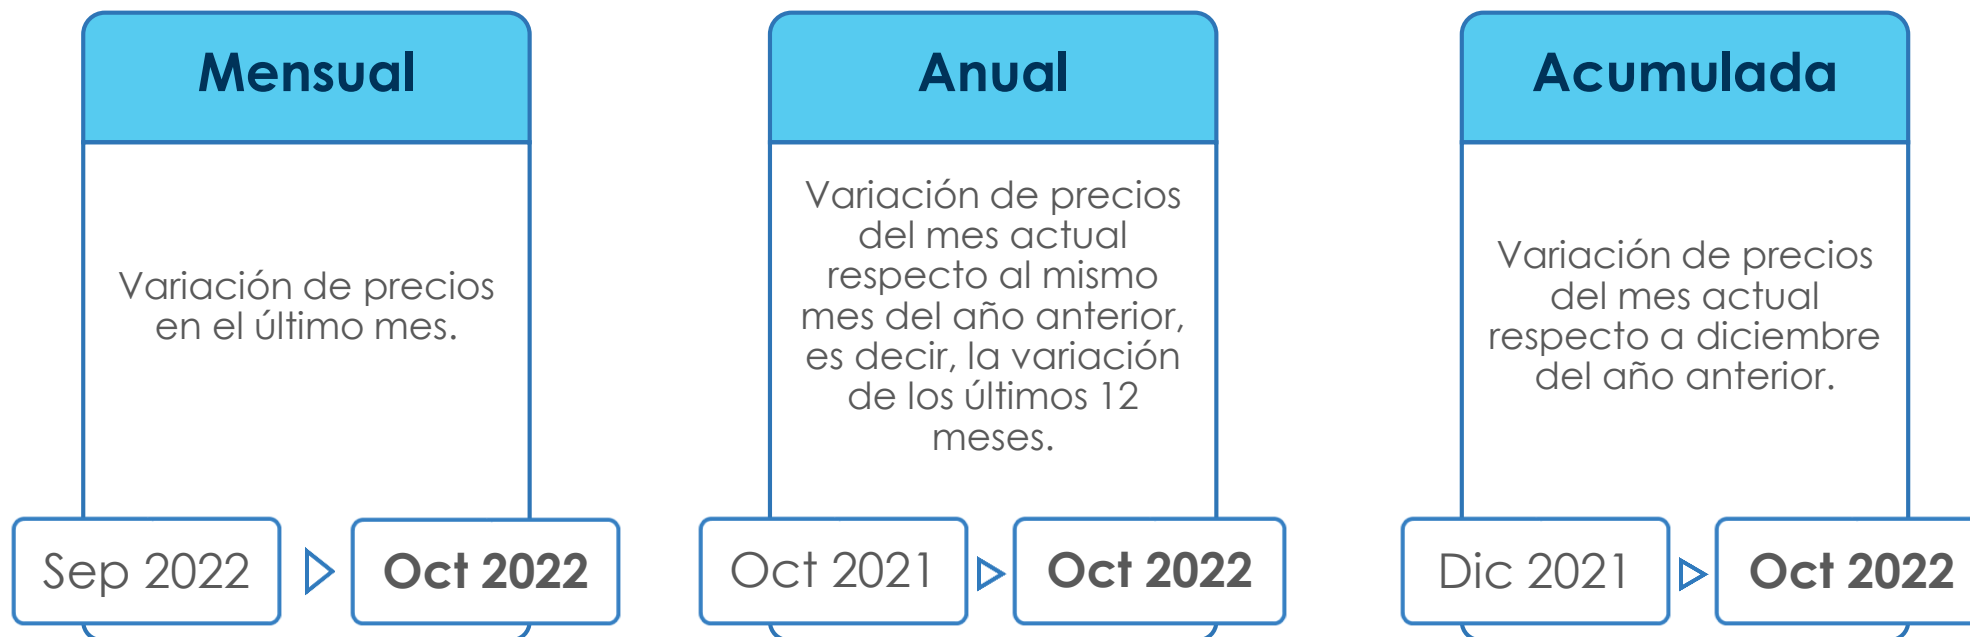 Mensual
Variación de precios
en el último mes.
Sep 2022
Oct 2022
Anual
Variación de precios
del mes actual
respecto al mismo
mes del año anterior,
es decir, la variación
de los últimos 12
meses.
Oct 2021
Oct 2022
Acumulada
Variación de precios
del mes actual
respecto a diciembre
del año anterior.
Dic 2021
Oct 2022